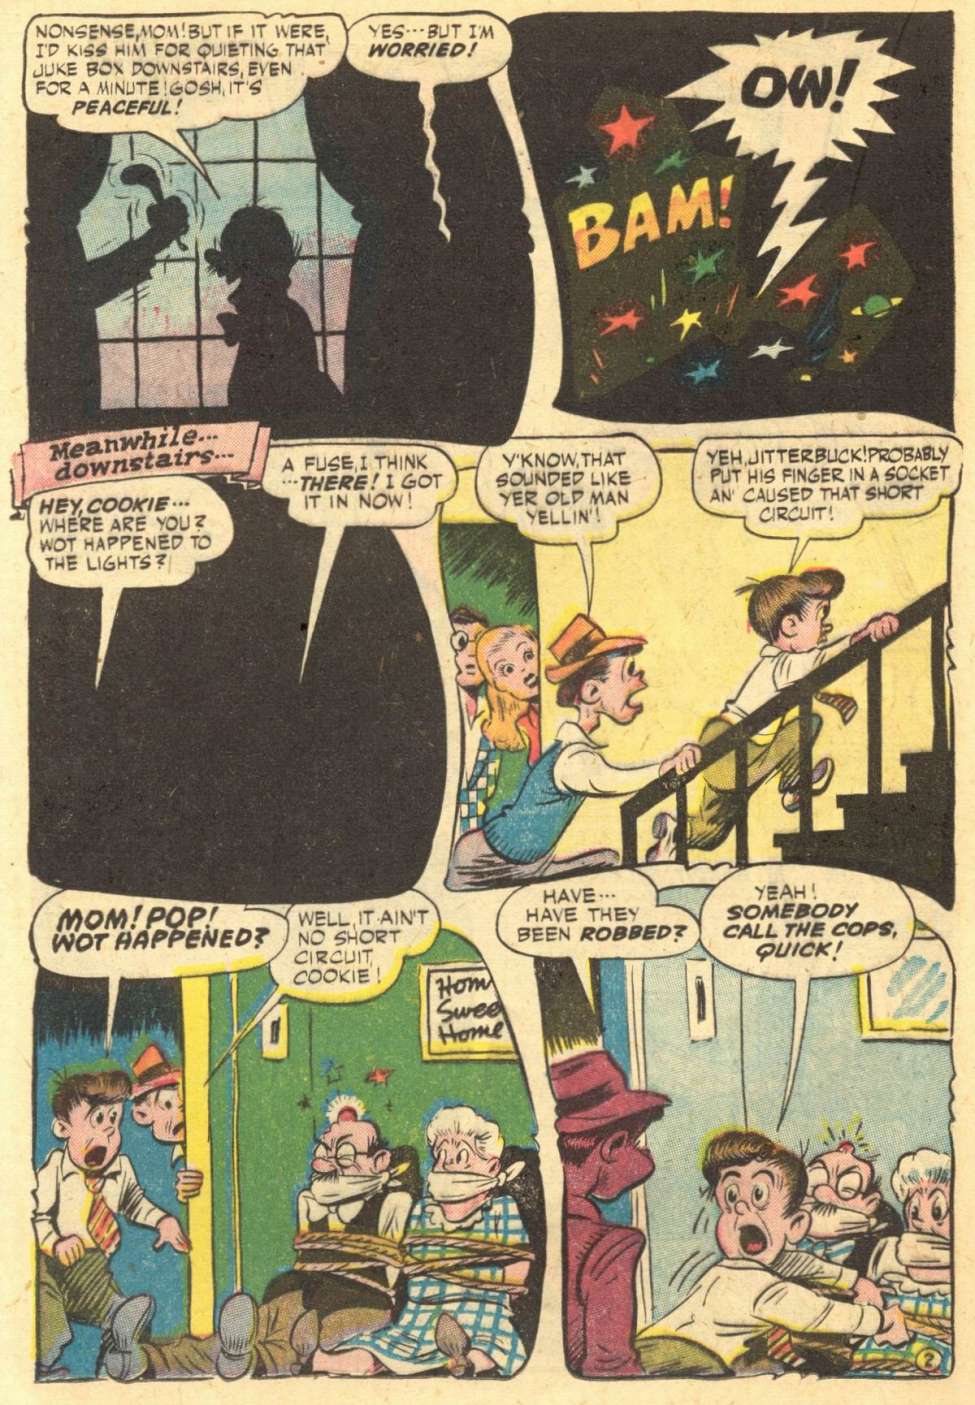 NONSENSE, MOM! BUT IF IT WERE,
I'D KISS HIM FOR QUIETING THAT
JUKE BOX DOWNSTAIRS, EVEN
FOR A MINUTE! GOSH, IT'S
PEACEFUL!
YES--- BUT I'M
WORRIED!
OW!
BAM!
Meanwhile...
downstairs...
HEY, COOKIE---
WHERE ARE YOU?
WOT HAPPENED TO
THE LIGHTS?
A FUSE, I THINK
---THERE! I GOT
IT IN NOW!
Y'KNOW, THAT
SOUNDED LIKE
YER OLD MAN
YELLIN'!
YEH, JITTERBUCK! PROBABLY
PUT HIS FINGER IN A SOCKET
AN' CAUSED THAT SHORT
CIRCUIT!
MOM! POP!
WOT HAPPENED?
WELL, IT AIN'T
NO SHORT
CIRCUIT,
COOKIE!
Hom
Swee
Home
HAVE---
HAVE THEY
BEEN ROBBED?
YEAH!
SOMEBODY
CALL THE COPS,
QUICK!
2